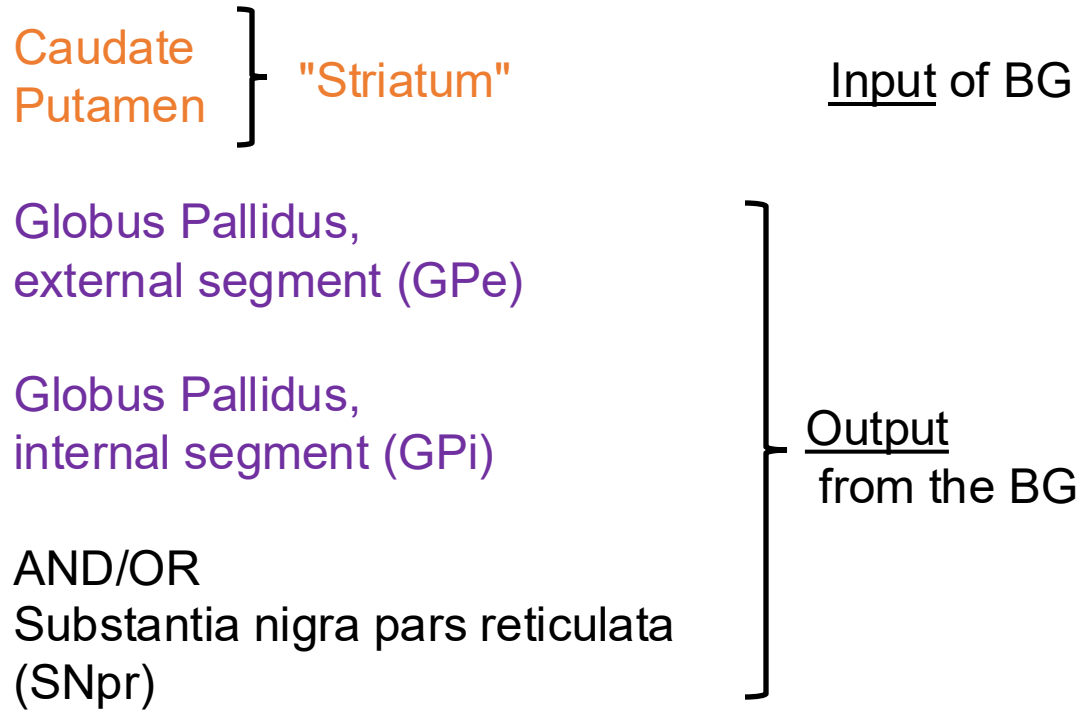 Caudate
Putamen
"Striatum"
Input of BG
Globus Pallidus,
external segment (GPe)
Globus Pallidus,
internal segment (GPi)
Output
from the BG
AND/OR
Substantia nigra pars reticulata
(SNpr)